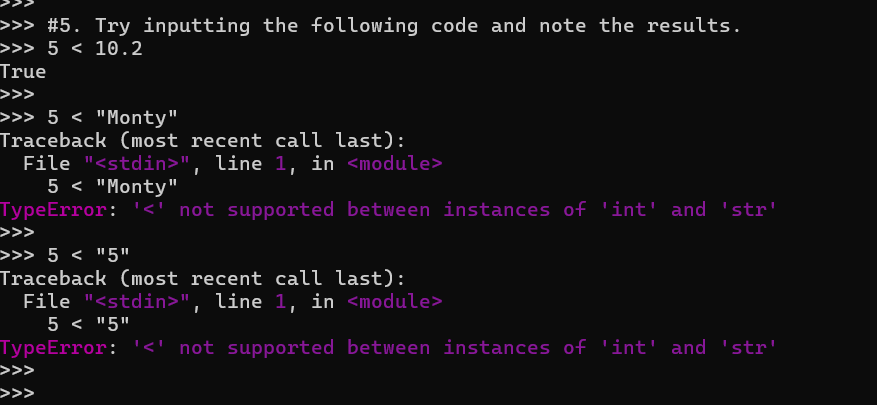 >>>
>>> #5. Try inputting the following code and note the results.
>>> 5 < 10.2
True
>>>
>>> 5 < "Monty"
Traceback (most recent call last):
  File "<stdin>", line 1, in <module>
    5 < "Monty"
TypeError: '<' not supported between instances of 'int' and 'str'
>>>
>>> 5 < "5"
Traceback (most recent call last):
  File "<stdin>", line 1, in <module>
    5 < "5"
TypeError: '<' not supported between instances of 'int' and 'str'
>>>
>>>